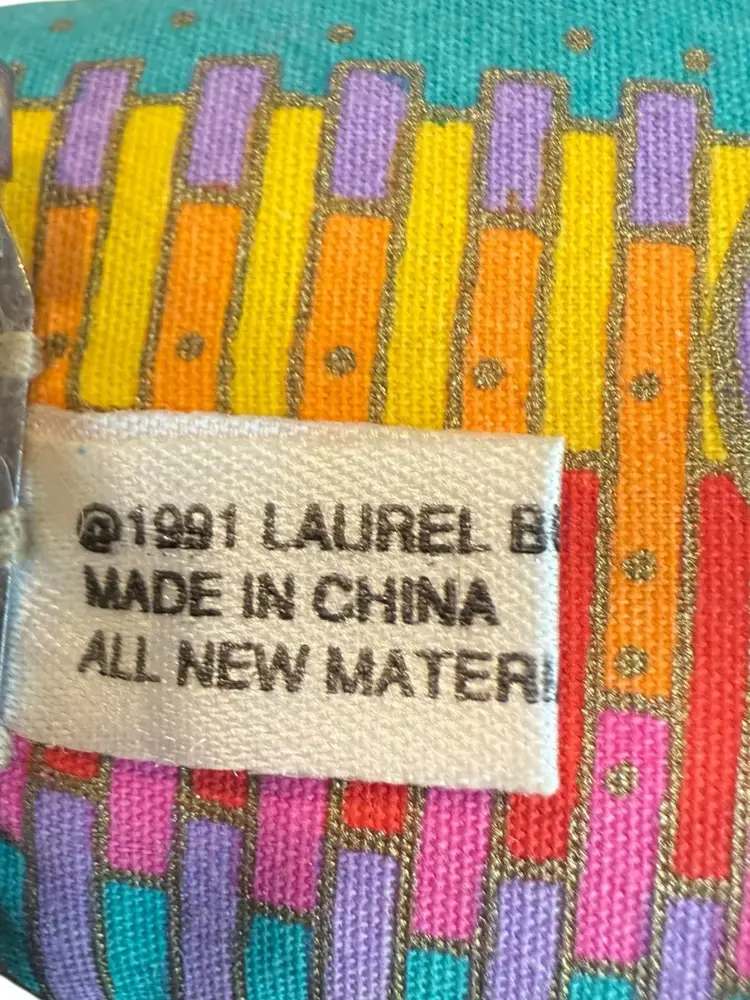 @1991 LAUREL B
MADE IN CHINA
ALL NEW MATERI